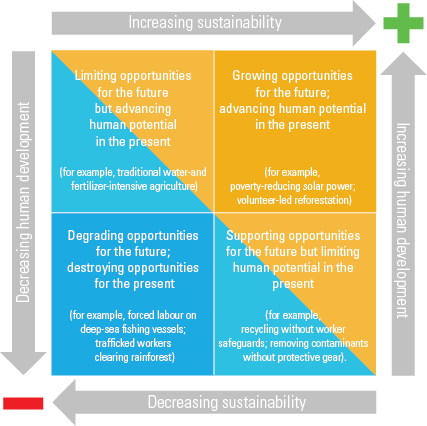 Increasing sustainability
Decreasing human development
Limiting opportunities
for the future
but advancing
human potential
in the present
(for example, traditional water-and
fertilizer-intensive agriculture)
Growing opportunities
for the future;
advancing human potential
in the present
(for example,
poverty-reducing solar power;
volunteer-led reforestation)
Increasing human development
Degrading opportunities
for the future;
destroying opportunities
for the present
(for example, forced labour on
deep-sea fishing vessels;
trafficked workers
clearing rainforest)
Supporting opportunities
for the future but limiting
human potential in the
present
(for example,
recycling without worker
safeguards; removing contaminants
without protective gear).
Decreasing sustainability